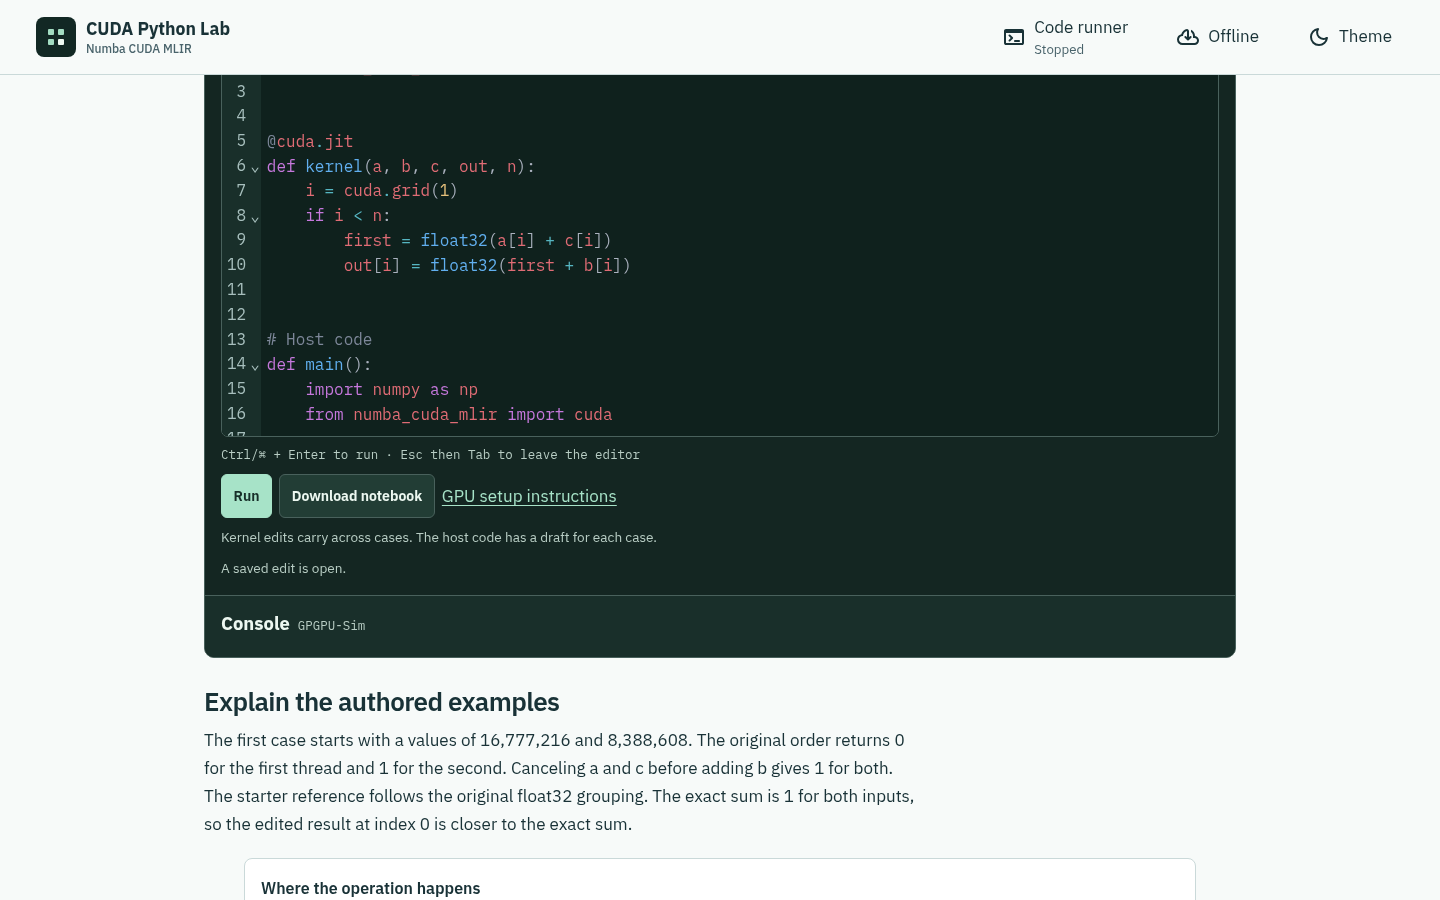 CUDA Python Lab
Numba CUDA MLIR
Code runner
Stopped
Offline
Theme
3
4
5 @cuda.jit
6 def kernel(a, b, c, out, n):
7 i = cuda.grid(1)
8 if i < n:
9 first = float32(a[i] + c[i])
10 out[i] = float32(first + b[i])
11
12
13 # Host code
14 def main():
15 import numpy as np
16 from numba_cuda_mlir import cuda
17
Ctrl/⌘ + Enter to run · Esc then Tab to leave the editor
Run Download notebook GPU setup instructions
Kernel edits carry across cases. The host code has a draft for each case.
A saved edit is open.
Console GPGPU-Sim
Explain the authored examples
The first case starts with a values of 16,777,216 and 8,388,608. The original order returns 0
for the first thread and 1 for the second. Canceling a and c before adding b gives 1 for both.
The starter reference follows the original float32 grouping. The exact sum is 1 for both inputs,
so the edited result at index 0 is closer to the exact sum.
Where the operation happens